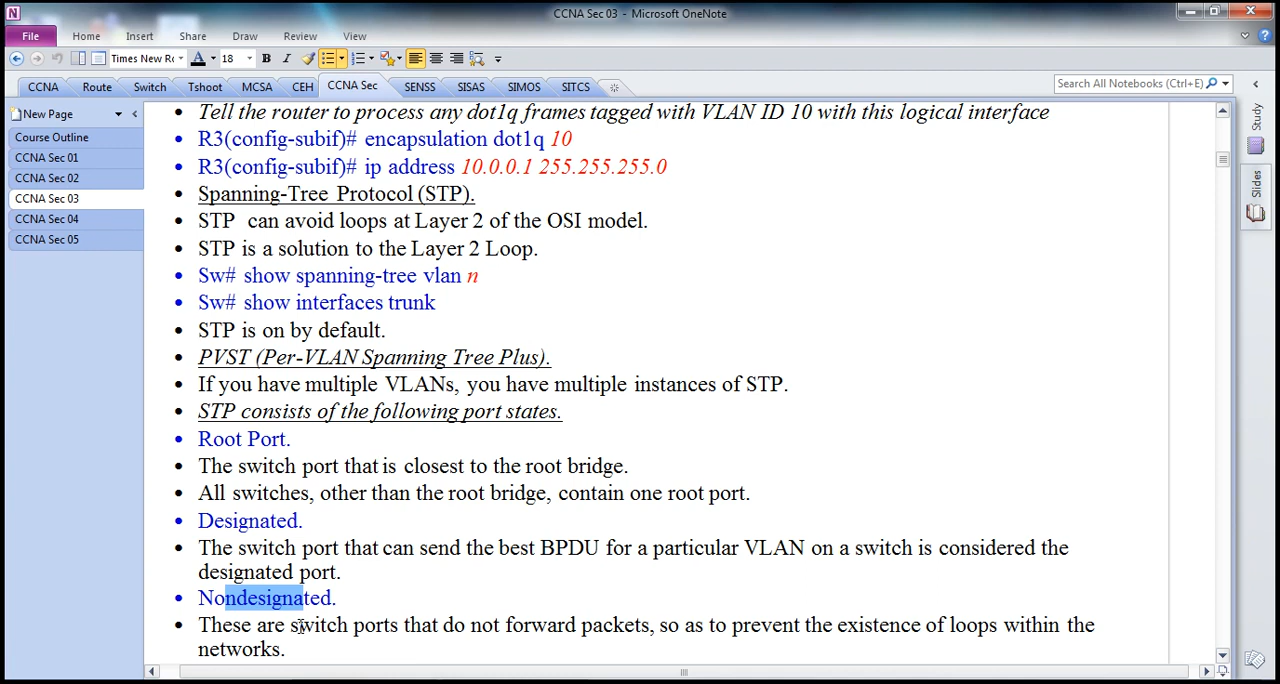 CCNA Sec 03 - Microsoft OneNote
File Home Insert Share Draw Review View
Times New Ro 18 B I
CCNA Route Switch Tshoot MCSA CEH CCNA Sec SENSS SISAS SIMOS SITCS
Search All Notebooks (Ctrl+E)
New Page
Course Outline
CCNA Sec 01
CCNA Sec 02
CCNA Sec 03
CCNA Sec 04
CCNA Sec 05
• Tell the router to process any dot1q frames tagged with VLAN ID 10 with this logical interface
• R3(config-subif)# encapsulation dot1q 10
• R3(config-subif)# ip address 10.0.0.1 255.255.255.0
• Spanning-Tree Protocol (STP).
• STP can avoid loops at Layer 2 of the OSI model.
• STP is a solution to the Layer 2 Loop.
• Sw# show spanning-tree vlan n
• Sw# show interfaces trunk
• STP is on by default.
• PVST (Per-VLAN Spanning Tree Plus).
• If you have multiple VLANs, you have multiple instances of STP.
• STP consists of the following port states.
• Root Port.
• The switch port that is closest to the root bridge.
• All switches, other than the root bridge, contain one root port.
• Designated.
• The switch port that can send the best BPDU for a particular VLAN on a switch is considered the
designated port.
• Nondesignated.
• These are switch ports that do not forward packets, so as to prevent the existence of loops within the
networks.
Study
Slides